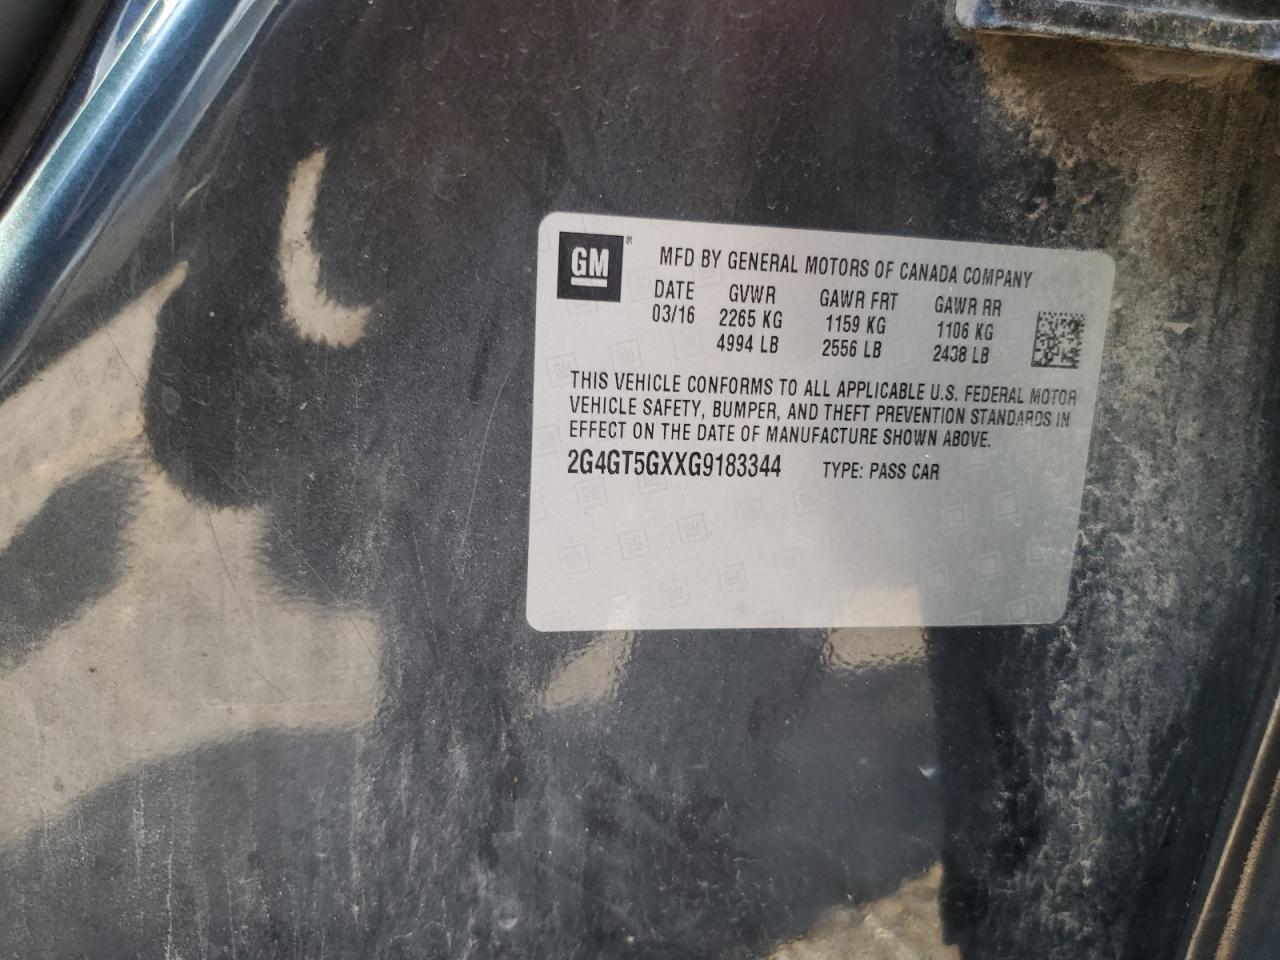 GM ®
MFD BY GENERAL MOTORS OF CANADA COMPANY
DATE GVWR GAWR FRT GAWR RR
03/16 2265 KG 1159 KG 1106 KG
4994 LB 2556 LB 2438 LB
THIS VEHICLE CONFORMS TO ALL APPLICABLE U.S. FEDERAL MOTOR
VEHICLE SAFETY, BUMPER, AND THEFT PREVENTION STANDARDS IN
EFFECT ON THE DATE OF MANUFACTURE SHOWN ABOVE.
2G4GT5GXXG9183344 TYPE: PASS CAR